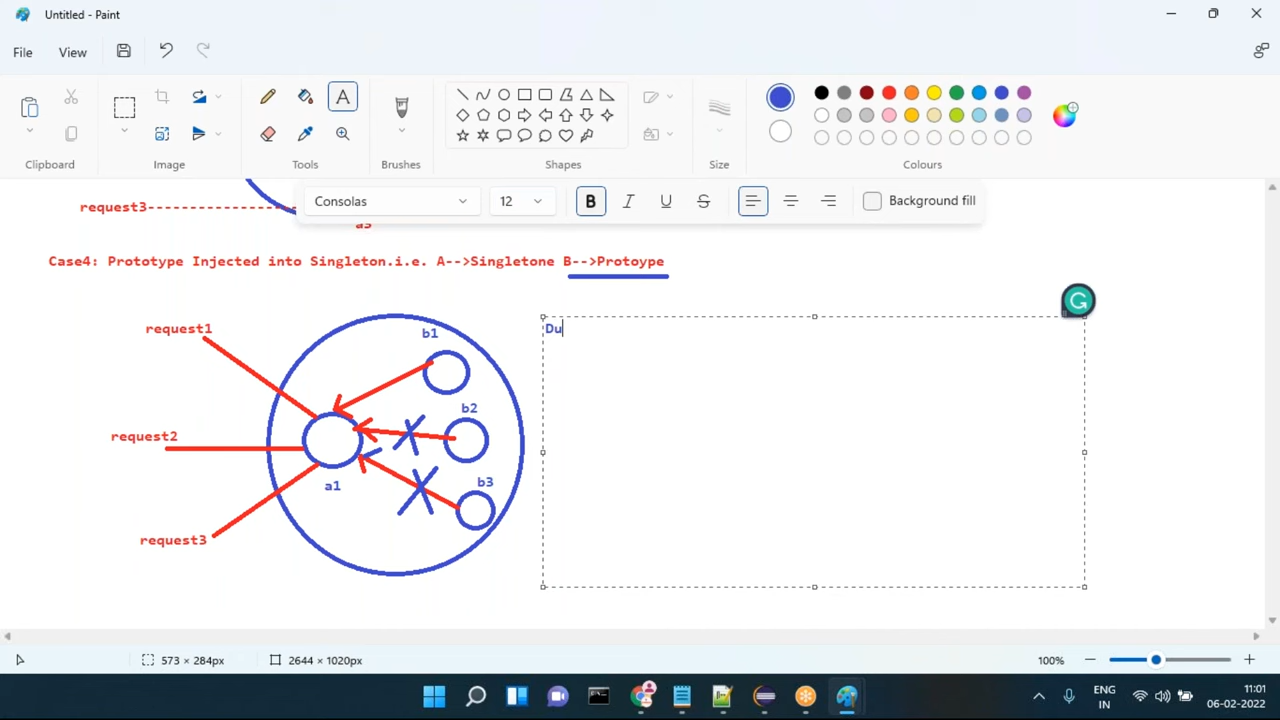 Untitled - Paint
File
View
Clipboard
Image
Tools
Brushes
Shapes
Size
Colours
Consolas
12
B
I
U
S
Background fill
request3
a3
Case4: Prototype Injected into Singleton.i.e. A-->Singletone B-->Protoype
request1
b1
Du
b2
request2
b3
a1
request3
573 × 284px
2644 × 1020px
100%
ENG
IN
11:01
06-02-2022